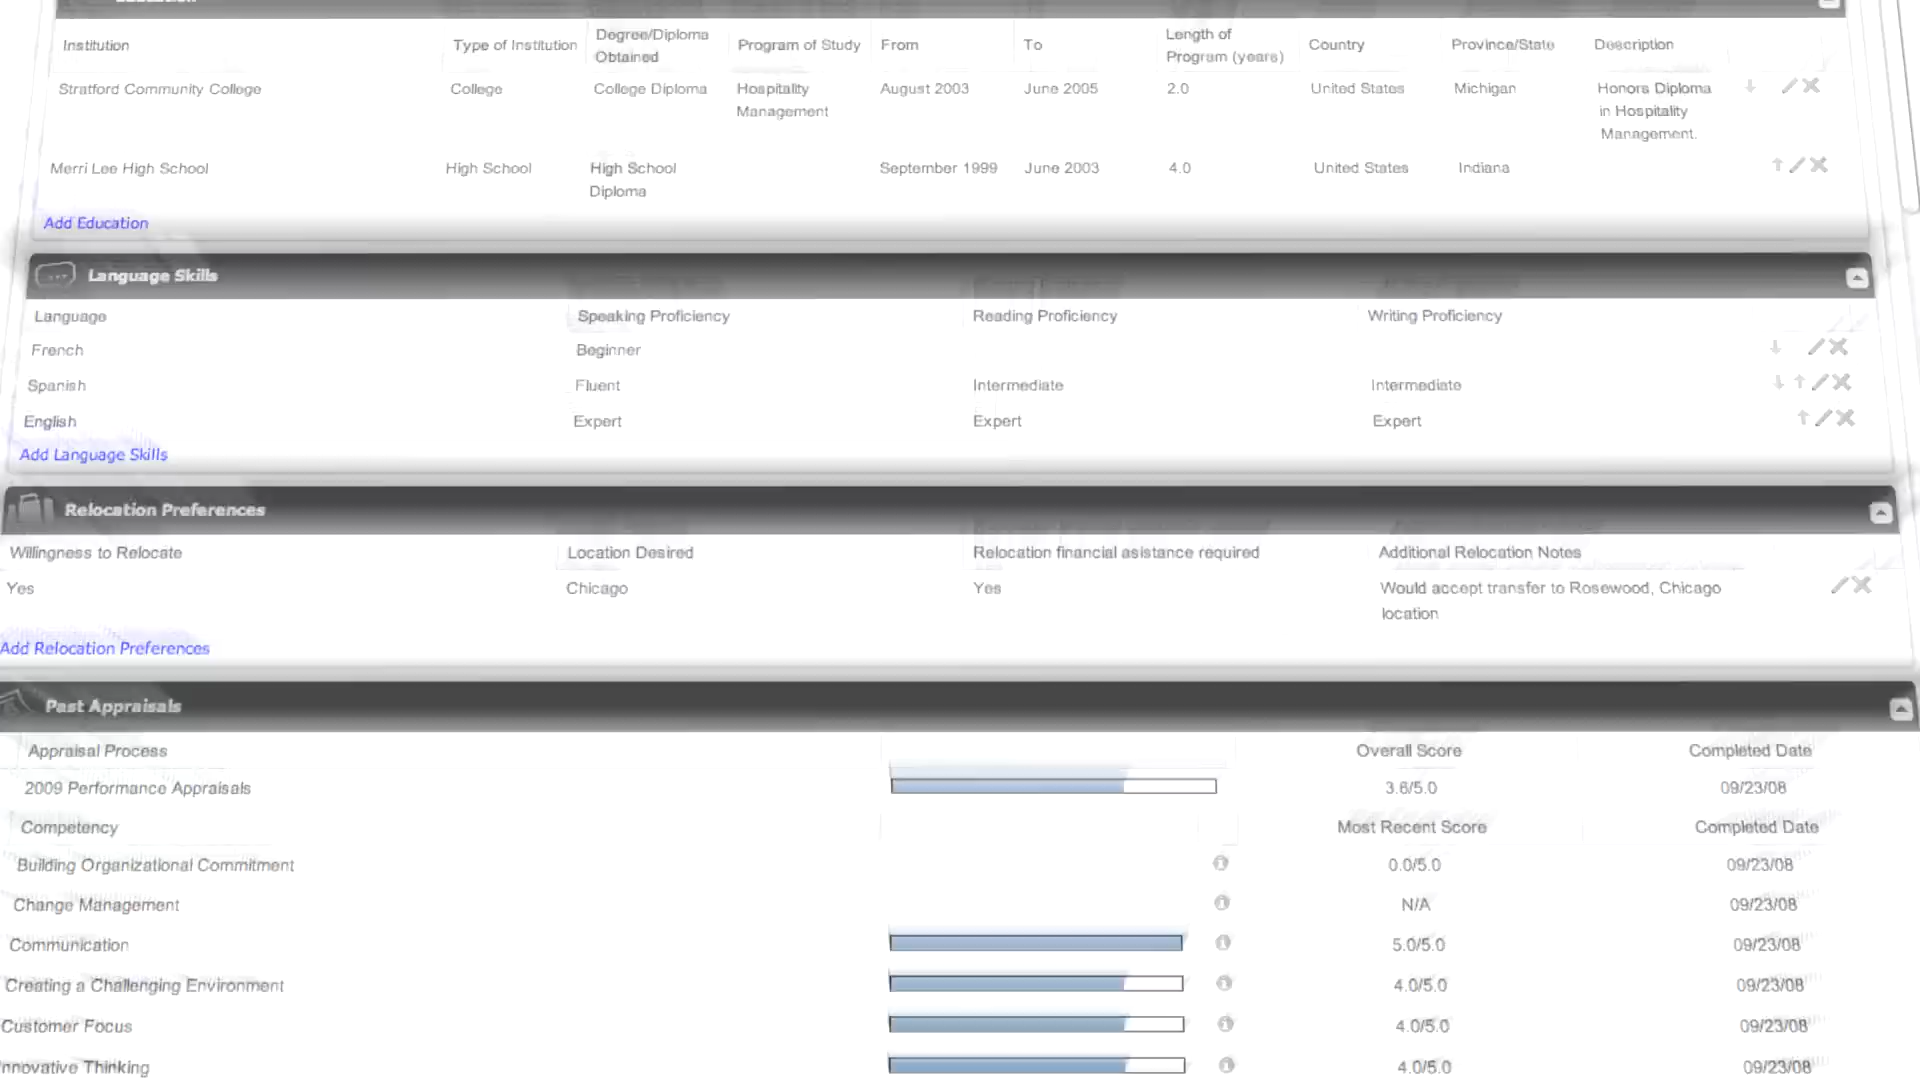 Institution Type of Institution Degree/Diploma Obtained Program of Study From To Length of Program (years) Country Province/State Description
Stratford Community College College College Diploma Hospitality Management August 2003 June 2005 2.0 United States Michigan Honors Diploma in Hospitality Management.
Merri Lee High School High School High School Diploma September 1999 June 2003 4.0 United States Indiana
Add Education
Language Skills
Language Speaking Proficiency Reading Proficiency Writing Proficiency
French Beginner
Spanish Fluent Intermediate Intermediate
English Expert Expert Expert
Add Language Skills
Relocation Preferences
Willingness to Relocate Location Desired Relocation financial asistance required Additional Relocation Notes
Yes Chicago Yes Would accept transfer to Rosewood, Chicago
location
Add Relocation Preferences
Past Appraisals
Appraisal Process Overall Score Completed Date
2009 Performance Appraisals 3.6/5.0 09/23/08
Competency Most Recent Score Completed Date
Building Organizational Commitment 0.0/5.0 09/23/08
Change Management N/A 09/23/08
Communication 5.0/5.0 09/23/08
Creating a Challenging Environment 4.0/5.0 09/23/08
Customer Focus 4.0/5.0 09/23/08
nnovative Thinking 4.0/5.0 09/23/08